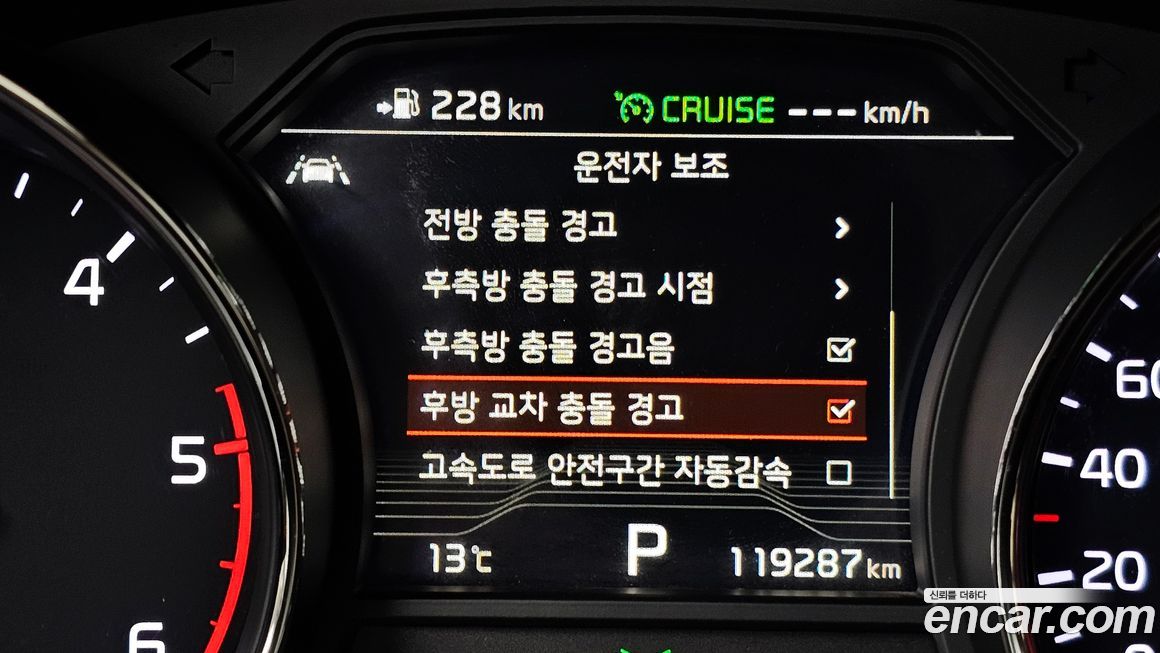 228 km
CRUISE ---km/h
운전자 보조
전방 충돌 경고
후측방 충돌 경고 시점
후측방 충돌 경고음
후방 교차 충돌 경고
고속도로 안전구간 자동감속
13℃
P
119287km
4
5
6
60
40
20
신뢰를 더하다
encar.com